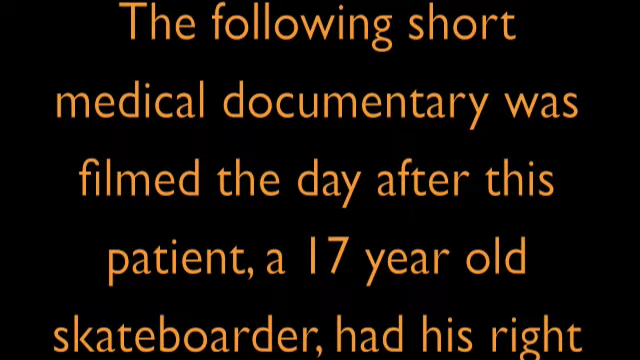 The following short
medical documentary was
filmed the day after this
patient, a 17 year old
skateboarder, had his right